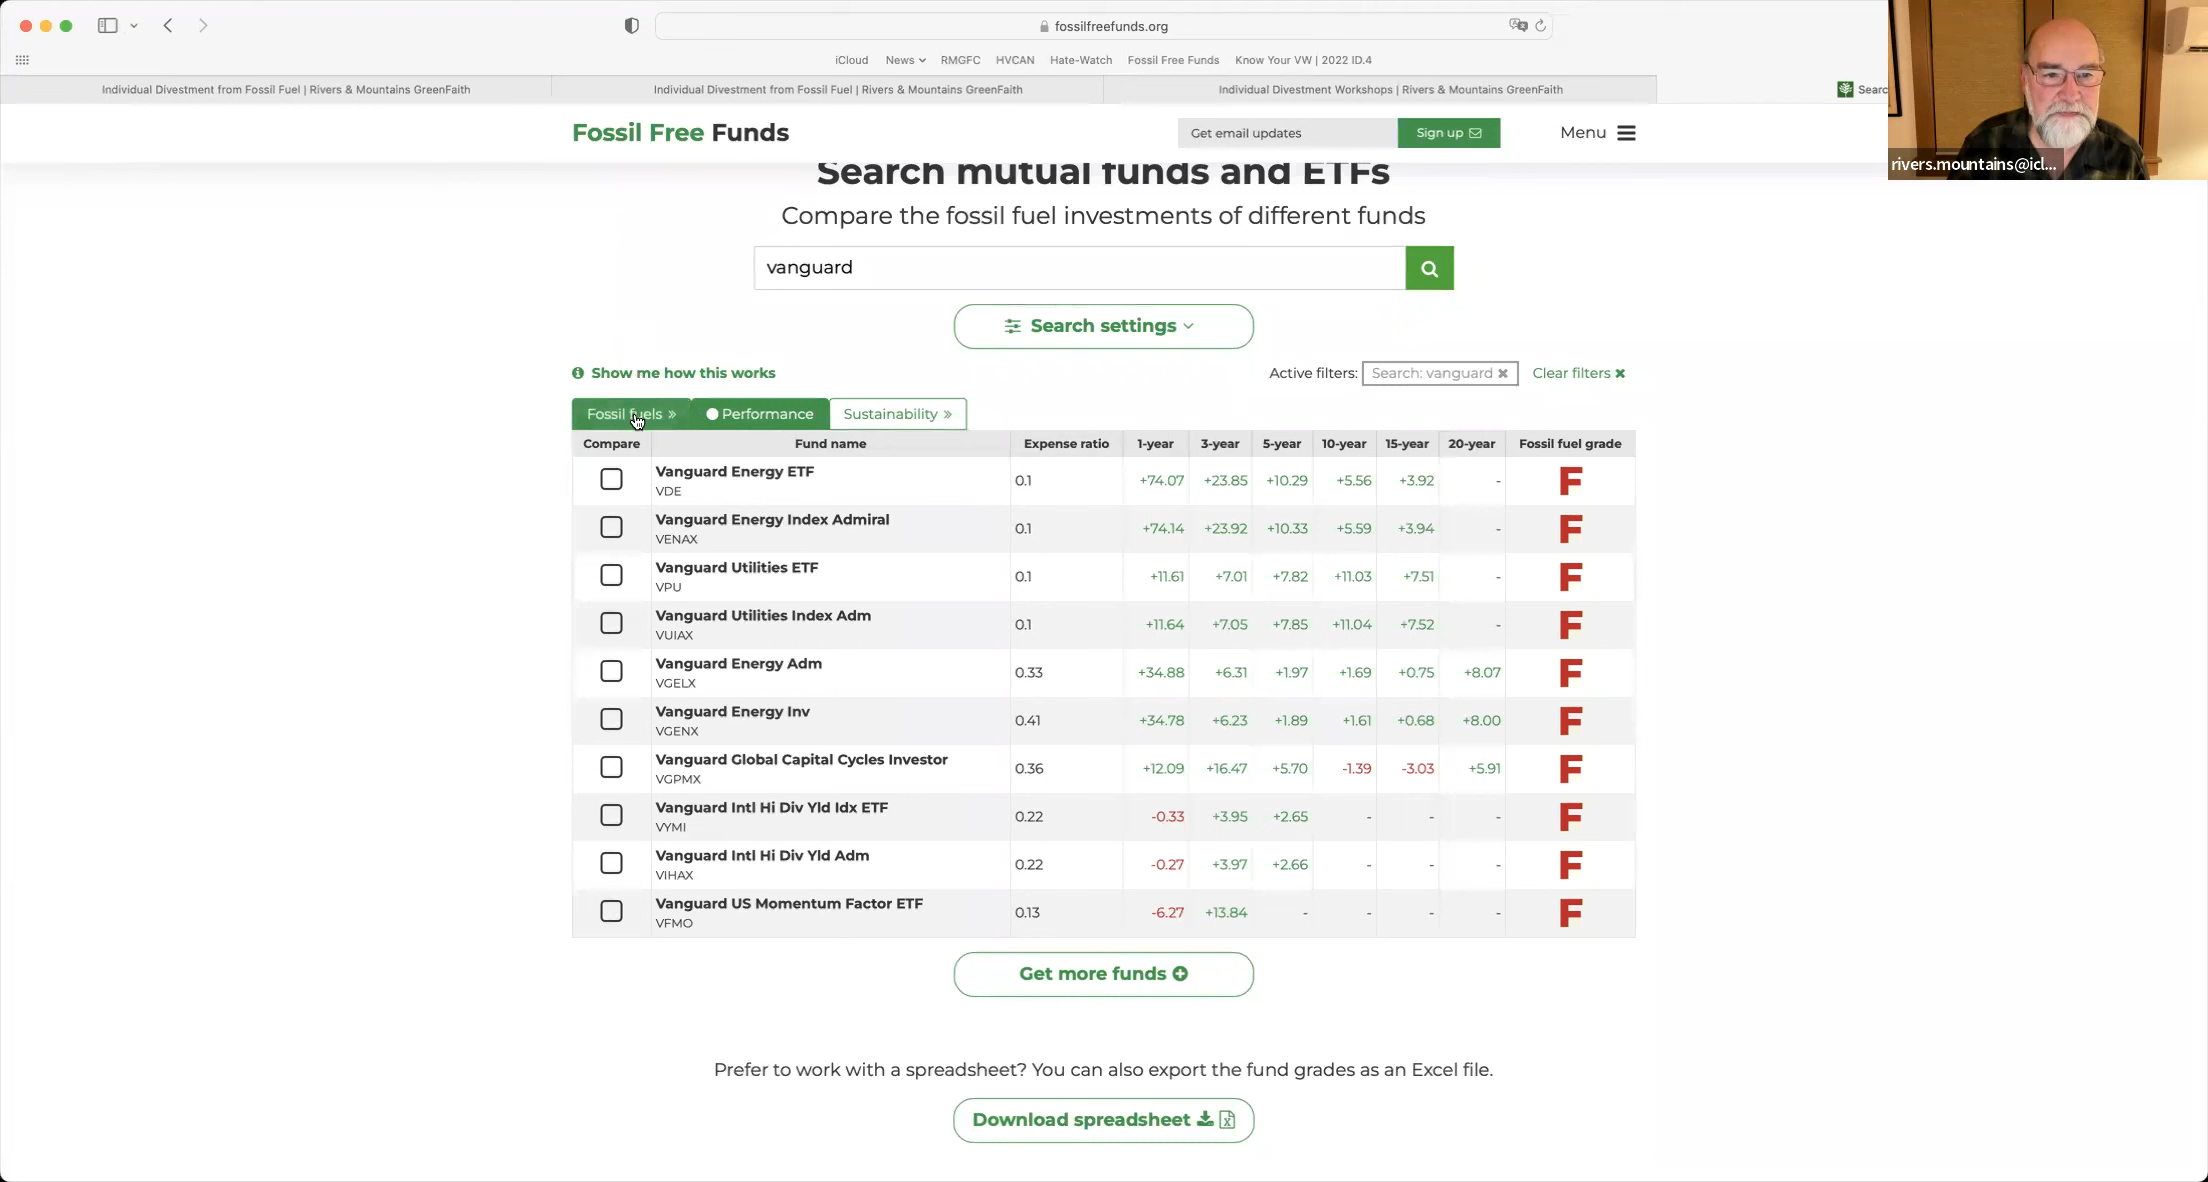 fossilfreefunds.org
iCloud News RMGFC HVCAN Hate-Watch Fossil Free Funds Know Your VW | 2022 ID.4
Individual Divestment from Fossil Fuel | Rivers & Mountains GreenFaith Individual Divestment from Fossil Fuel | Rivers & Mountains GreenFaith Individual Divestment Workshops | Rivers & Mountains GreenFaith Searc
Fossil Free Funds Get email updates Sign up Menu
rivers.mountains@icl...
Search mutual funds and ETFs
Compare the fossil fuel investments of different funds
vanguard
Search settings
Show me how this works Active filters: Search: vanguard Clear filters
Fossil fuels » Performance Sustainability »
Compare Fund name Expense ratio 1-year 3-year 5-year 10-year 15-year 20-year Fossil fuel grade
Vanguard Energy ETF
VDE 0.1 +74.07 +23.85 +10.29 +5.56 +3.92 - F
Vanguard Energy Index Admiral
VENAX 0.1 +74.14 +23.92 +10.33 +5.59 +3.94 - F
Vanguard Utilities ETF
VPU 0.1 +11.61 +7.01 +7.82 +11.03 +7.51 - F
Vanguard Utilities Index Adm
VUIAX 0.1 +11.64 +7.05 +7.85 +11.04 +7.52 - F
Vanguard Energy Adm
VGELX 0.33 +34.88 +6.31 +1.97 +1.69 +0.75 +8.07 F
Vanguard Energy Inv
VGENX 0.41 +34.78 +6.23 +1.89 +1.61 +0.68 +8.00 F
Vanguard Global Capital Cycles Investor
VGPMX 0.36 +12.09 +16.47 +5.70 -1.39 -3.03 +5.91 F
Vanguard Intl Hi Div Yld Idx ETF
VYMI 0.22 -0.33 +3.95 +2.65 - - - F
Vanguard Intl Hi Div Yld Adm
VIHAX 0.22 -0.27 +3.97 +2.66 - - - F
Vanguard US Momentum Factor ETF
VFMO 0.13 -6.27 +13.84 - - - - F
Get more funds
Prefer to work with a spreadsheet? You can also export the fund grades as an Excel file.
Download spreadsheet